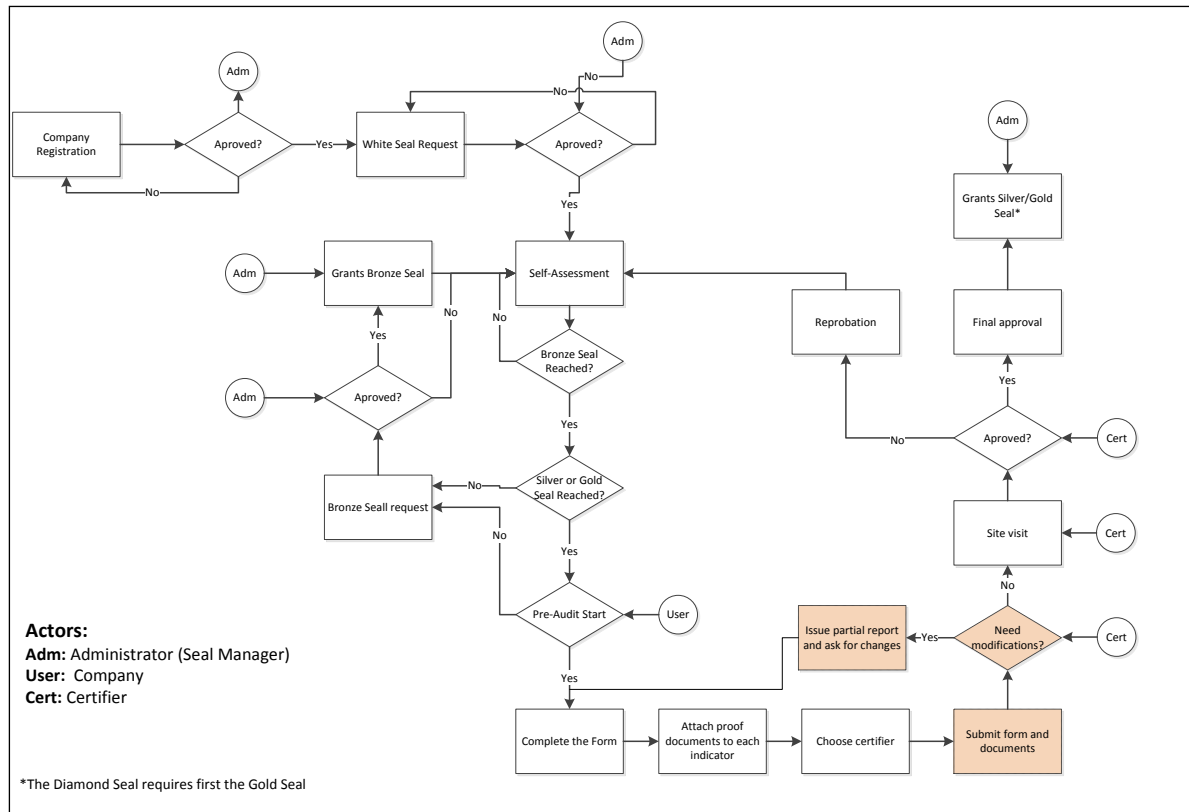 Adm
Adm
No
No
No
Company
Registration
Aproved?
Yes
White Seal Request
Aproved?
No
Adm
Yes
Grants Silver/Gold
Seal*
Adm
Grants Bronze Seal
Self-Assessment
No
No
Reprobation
Final approval
Yes
Bronze Seal
Reached?
Yes
Adm
Aproved?
Yes
No
Aproved?
Cert
Silver or Gold
Seal Reached?
No
Bronze Seall request
No
Site visit
Cert
Yes
No
Pre-Audit Start
User
Issue partial report
and ask for changes
Yes
Need
modifications?
Cert
Actors:
Adm: Administrator (Seal Manager)
User: Company
Cert: Certifier
Yes
Complete the Form
Attach proof
documents to each
indicator
Choose certifier
Submit form and
documents
*The Diamond Seal requires first the Gold Seal